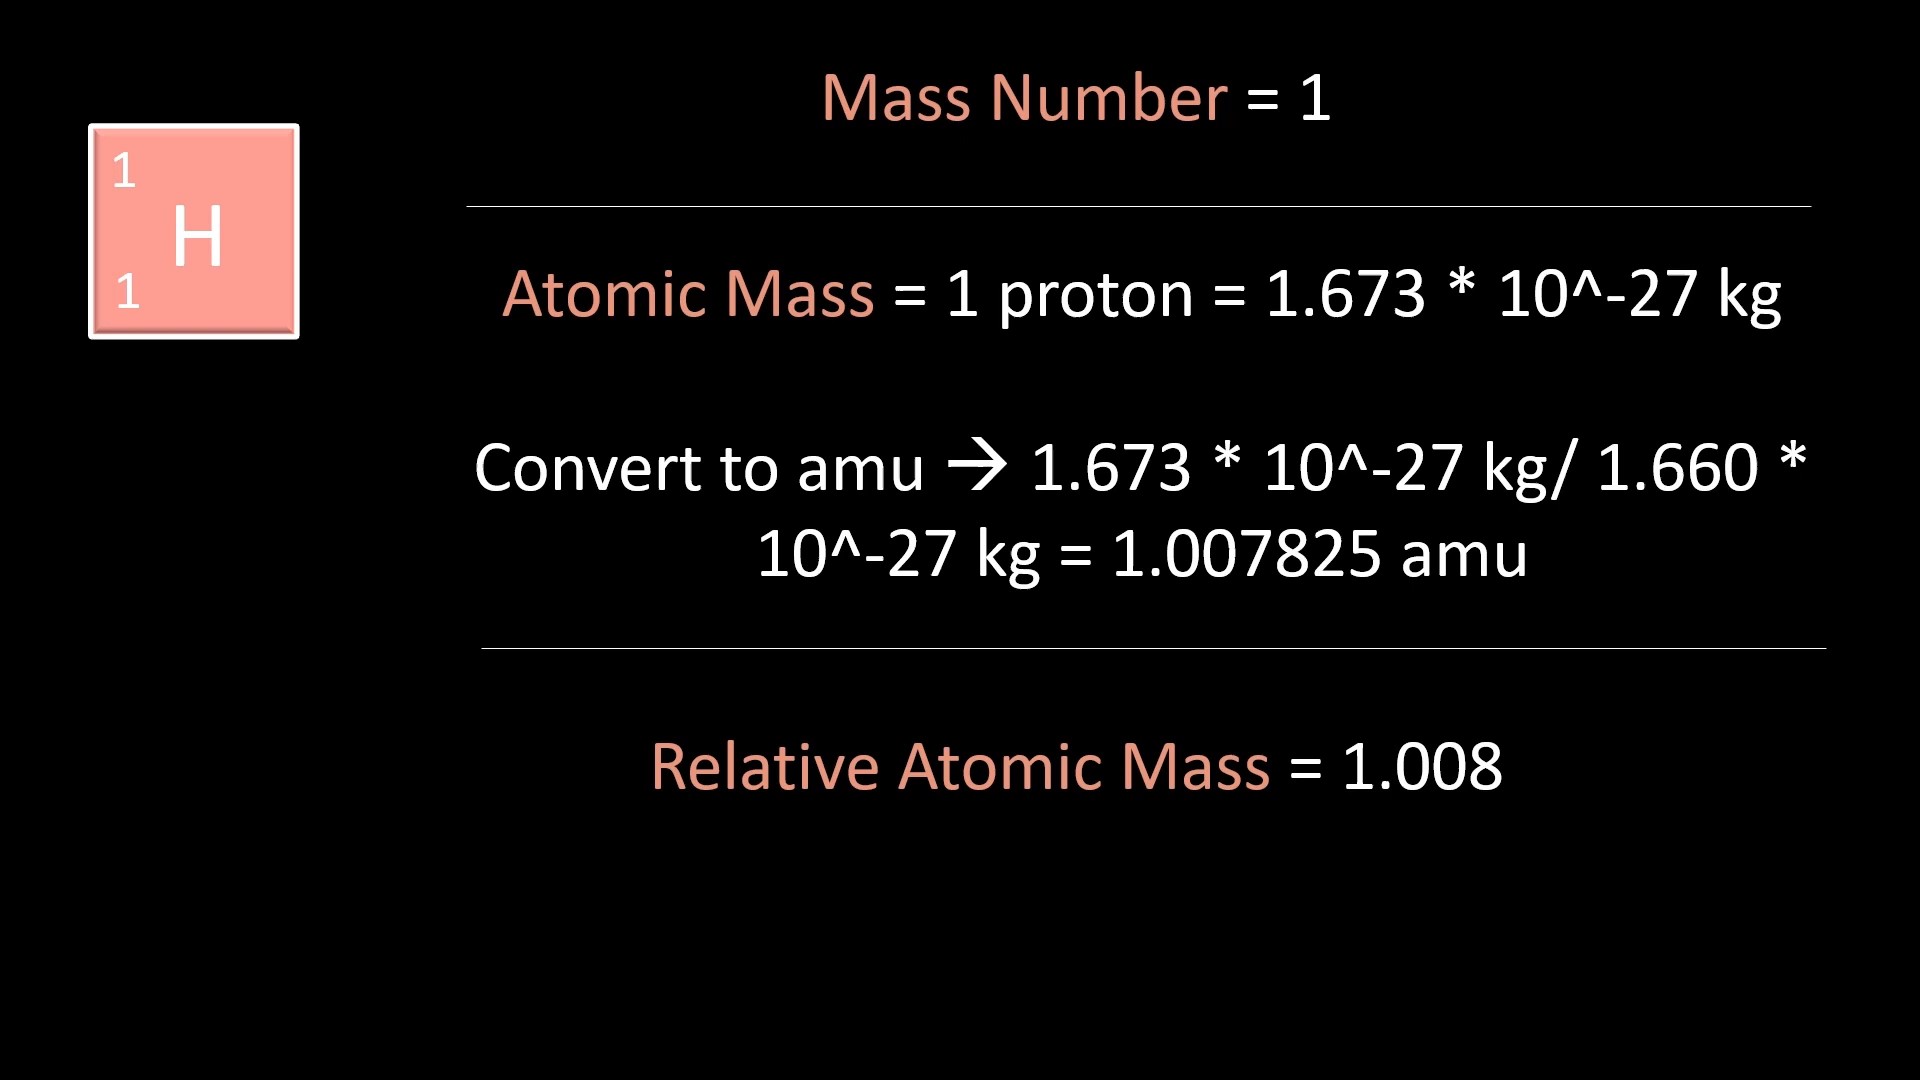 Mass Number = 1
1
H
1
Atomic Mass = 1 proton = 1.673 * 10^-27 kg
Convert to amu → 1.673 * 10^-27 kg/ 1.660 *
10^-27 kg = 1.007825 amu
Relative Atomic Mass = 1.008